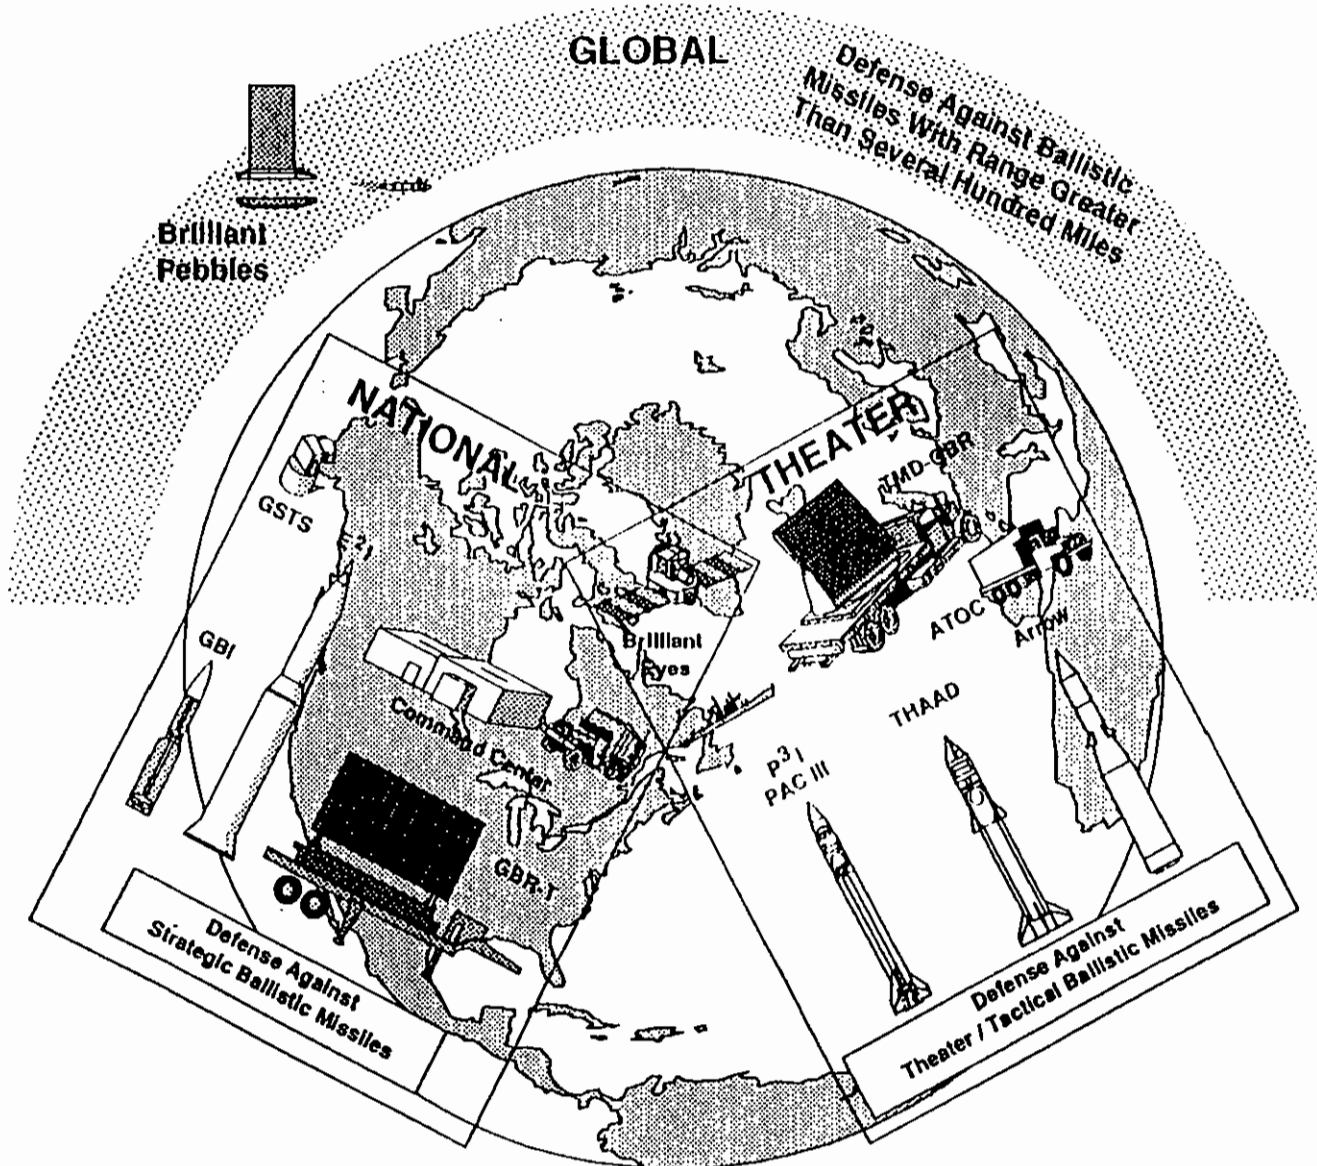 GLOBAL
Defense Against Ballistic
Missiles With Range Greater
Than Several Hundred Miles
Brilliant
Pebbles
NATIONAL
THEATER
GSTS
TMD-GBR
GBI
Brilliant
Eyes
ATOC
Arrow
Command Center
THAAD
P³I
PAC III
GBR-T
Defense Against
Strategic Ballistic Missiles
Defense Against
Theater / Tactical Ballistic Missiles